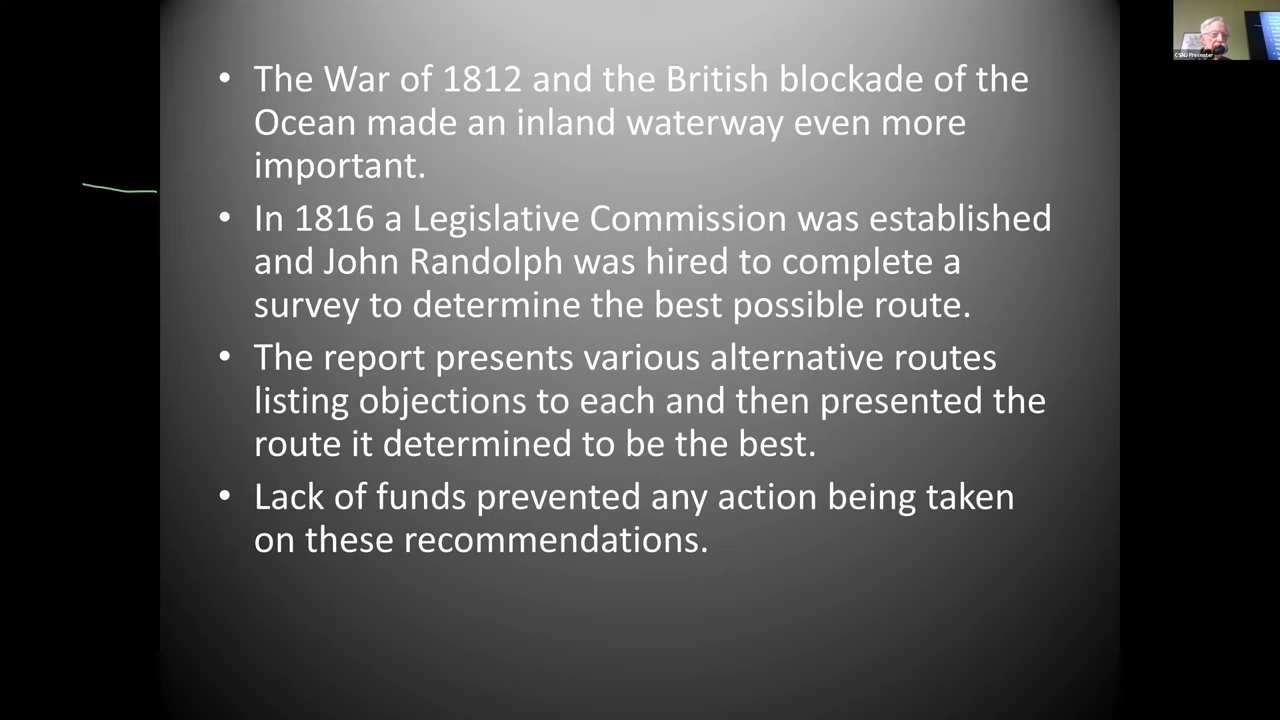 CSNJ Presenter
• The War of 1812 and the British blockade of the
Ocean made an inland waterway even more
important.
• In 1816 a Legislative Commission was established
and John Randolph was hired to complete a
survey to determine the best possible route.
• The report presents various alternative routes
listing objections to each and then presented the
route it determined to be the best.
• Lack of funds prevented any action being taken
on these recommendations.